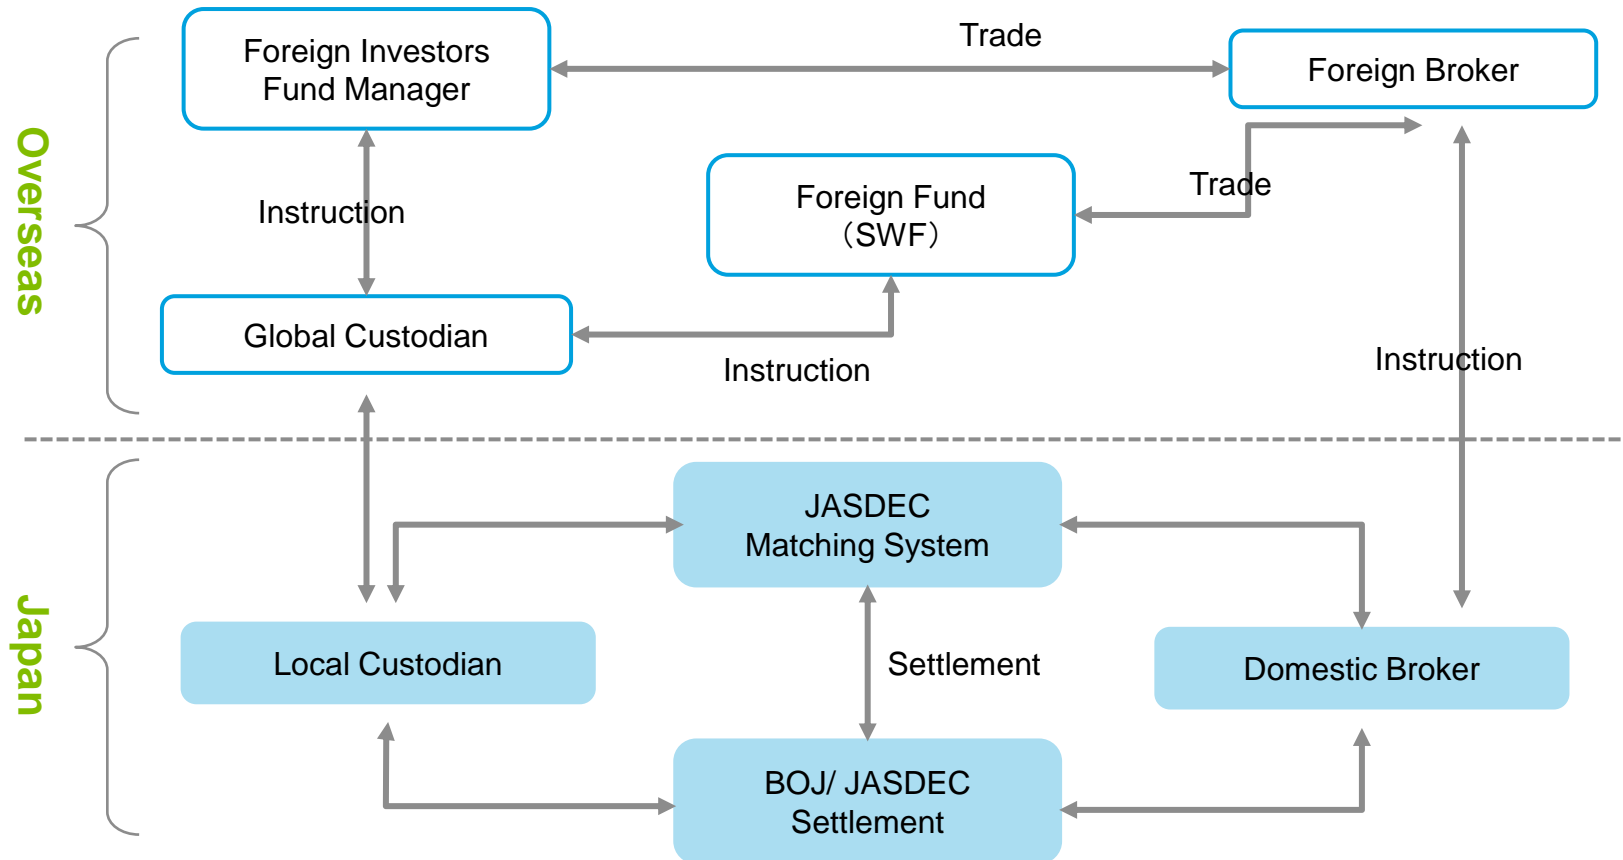 Overseas
Foreign Investors
Fund Manager
Trade
Foreign Broker
Instruction
Foreign Fund
（SWF）
Trade
Global Custodian
Instruction
Instruction
Japan
JASDEC
Matching System
Local Custodian
Settlement
Domestic Broker
BOJ/ JASDEC
Settlement